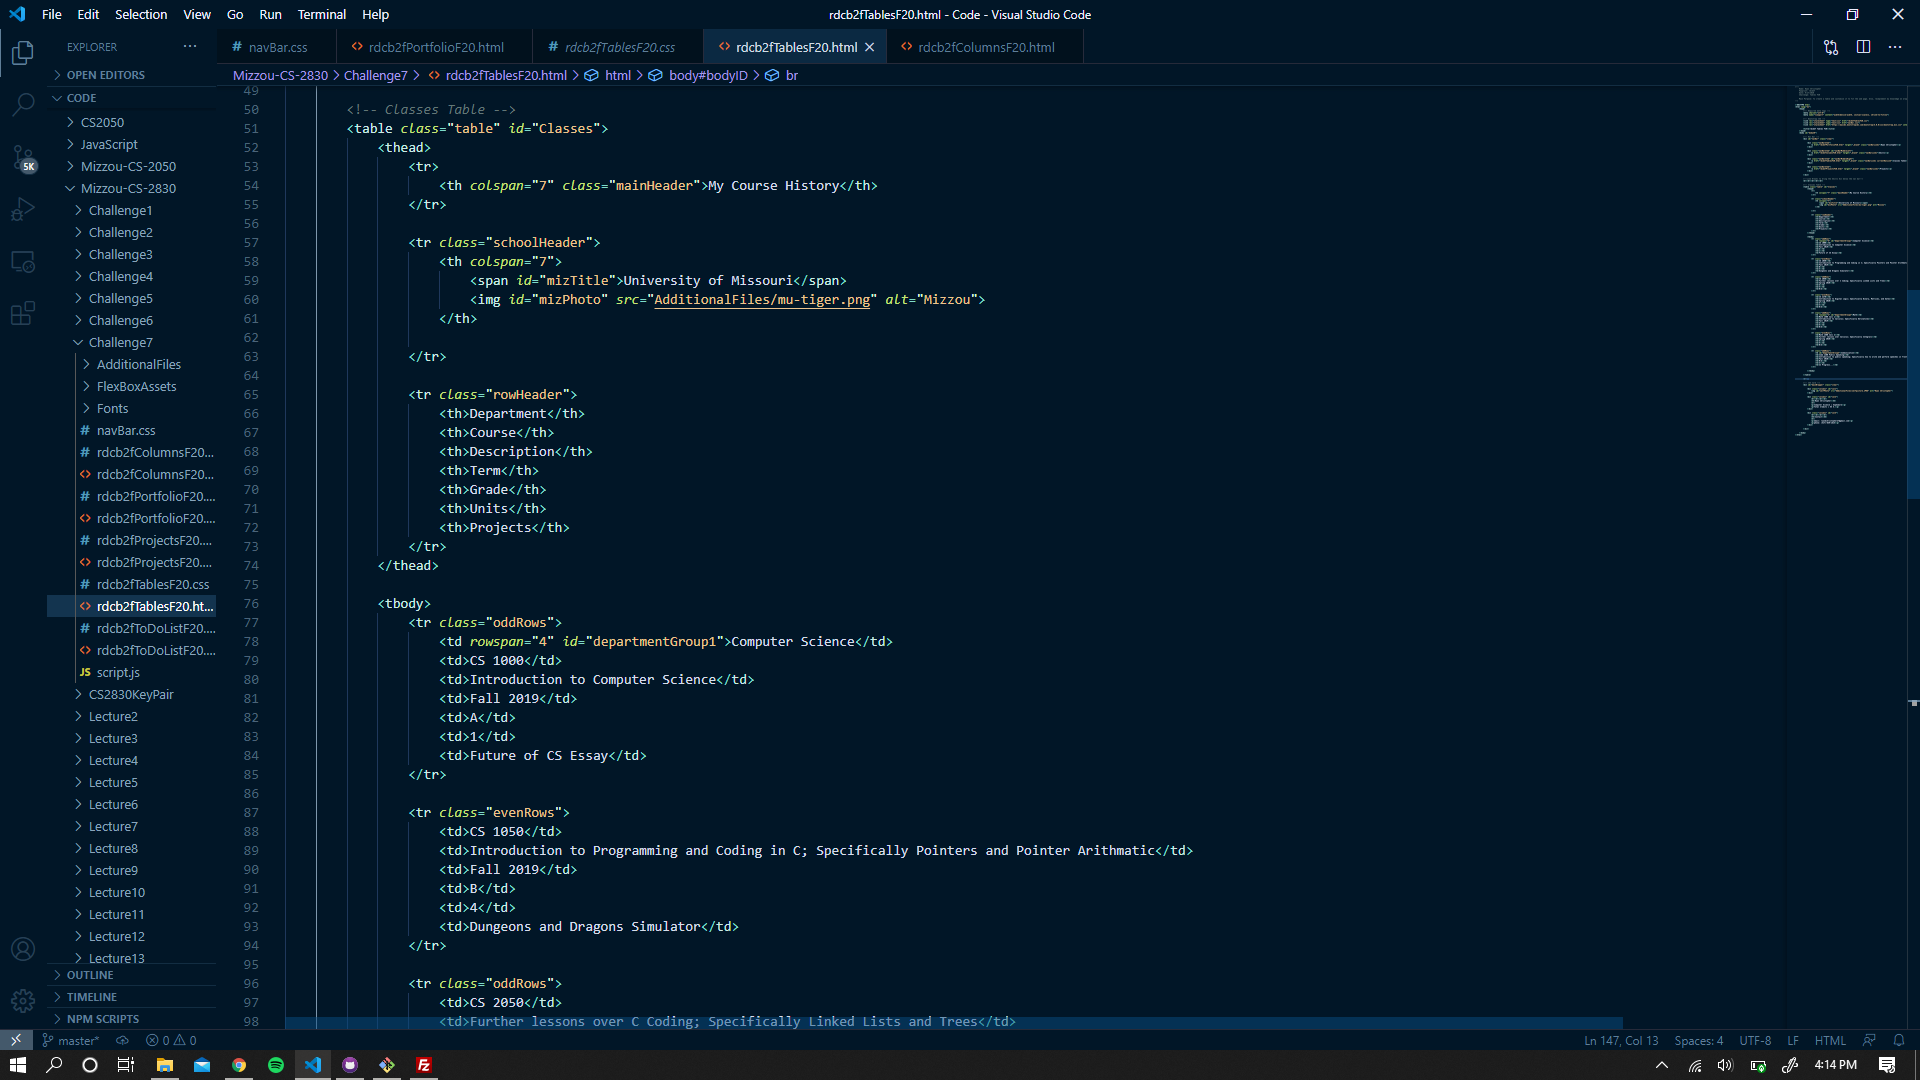 File Edit Selection View Go Run Terminal Help
rdcb2fTablesF20.html - Code - Visual Studio Code
EXPLORER
OPEN EDITORS
CODE
CS2050
JavaScript
Mizzou-CS-2050
5K
Mizzou-CS-2830
Challenge1
Challenge2
Challenge3
Challenge4
Challenge5
Challenge6
Challenge7
AdditionalFiles
FlexBoxAssets
Fonts
# navBar.css
# rdcb2fColumnsF20...
<> rdcb2fColumnsF20...
# rdcb2fPortfolioF20....
<> rdcb2fPortfolioF20....
# rdcb2fProjectsF20....
<> rdcb2fProjectsF20....
# rdcb2fTablesF20.css
<> rdcb2fTablesF20.ht...
# rdcb2fToDoListF20....
<> rdcb2fToDoListF20....
JS script.js
CS2830KeyPair
Lecture2
Lecture3
Lecture4
Lecture5
Lecture6
Lecture7
Lecture8
Lecture9
Lecture10
Lecture11
Lecture12
Lecture13
OUTLINE
TIMELINE
NPM SCRIPTS
# navBar.css <> rdcb2fPortfolioF20.html # rdcb2fTablesF20.css <> rdcb2fTablesF20.html <> rdcb2fColumnsF20.html
Mizzou-CS-2830 > Challenge7 > <> rdcb2fTablesF20.html > html > body#bodyID > br
49
50 <!-- Classes Table -->
51 <table class="table" id="Classes">
52 <thead>
53 <tr>
54 <th colspan="7" class="mainHeader">My Course History</th>
55 </tr>
56
57 <tr class="schoolHeader">
58 <th colspan="7">
59 <span id="mizTitle">University of Missouri</span>
60 <img id="mizPhoto" src="AdditionalFiles/mu-tiger.png" alt="Mizzou">
61 </th>
62
63 </tr>
64
65 <tr class="rowHeader">
66 <th>Department</th>
67 <th>Course</th>
68 <th>Description</th>
69 <th>Term</th>
70 <th>Grade</th>
71 <th>Units</th>
72 <th>Projects</th>
73 </tr>
74 </thead>
75
76 <tbody>
77 <tr class="oddRows">
78 <td rowspan="4" id="departmentGroup1">Computer Science</td>
79 <td>CS 1000</td>
80 <td>Introduction to Computer Science</td>
81 <td>Fall 2019</td>
82 <td>A</td>
83 <td>1</td>
84 <td>Future of CS Essay</td>
85 </tr>
86
87 <tr class="evenRows">
88 <td>CS 1050</td>
89 <td>Introduction to Programming and Coding in C; Specifically Pointers and Pointer Arithmatic</td>
90 <td>Fall 2019</td>
91 <td>B</td>
92 <td>4</td>
93 <td>Dungeons and Dragons Simulator</td>
94 </tr>
95
96 <tr class="oddRows">
97 <td>CS 2050</td>
98 <td>Further lessons over C Coding; Specifically Linked Lists and Trees</td>
master* 0 0
Ln 147, Col 13 Spaces: 4 UTF-8 LF HTML
4:14 PM